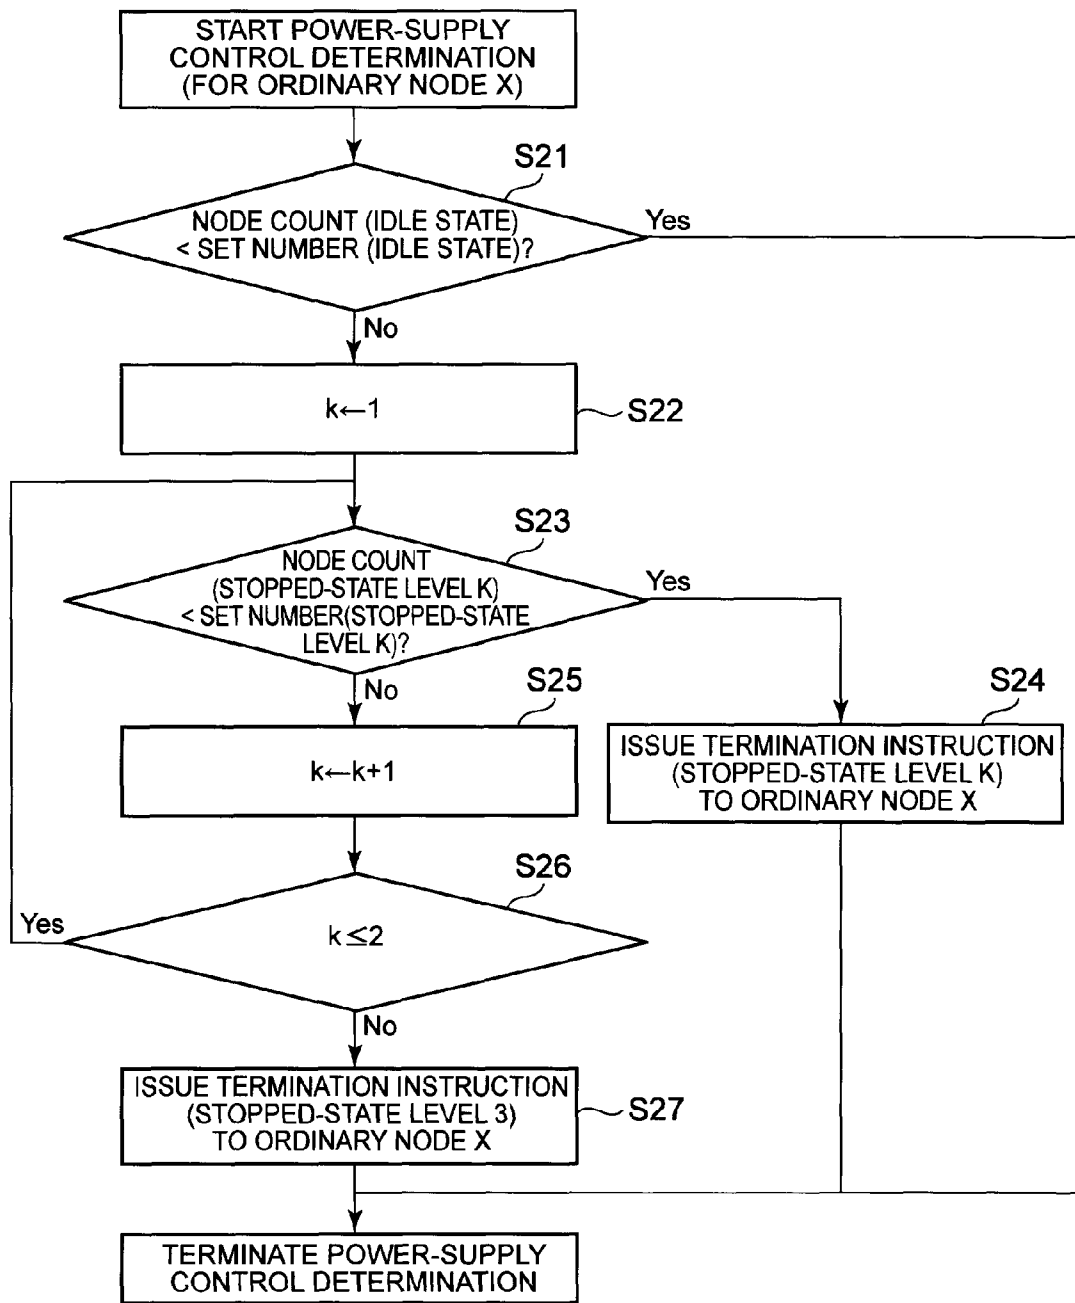 START POWER-SUPPLY
CONTROL DETERMINATION
(FOR ORDINARY NODE X)
S21
NODE COUNT (IDLE STATE)
< SET NUMBER (IDLE STATE)?
Yes
No
k←1
S22
S23
NODE COUNT
(STOPPED-STATE LEVEL K)
< SET NUMBER(STOPPED-STATE
LEVEL K)?
Yes
No
S25
k←k+1
S24
ISSUE TERMINATION INSTRUCTION
(STOPPED-STATE LEVEL K)
TO ORDINARY NODE X
S26
Yes
k≤2
No
ISSUE TERMINATION INSTRUCTION
(STOPPED-STATE LEVEL 3)
TO ORDINARY NODE X
S27
TERMINATE POWER-SUPPLY
CONTROL DETERMINATION